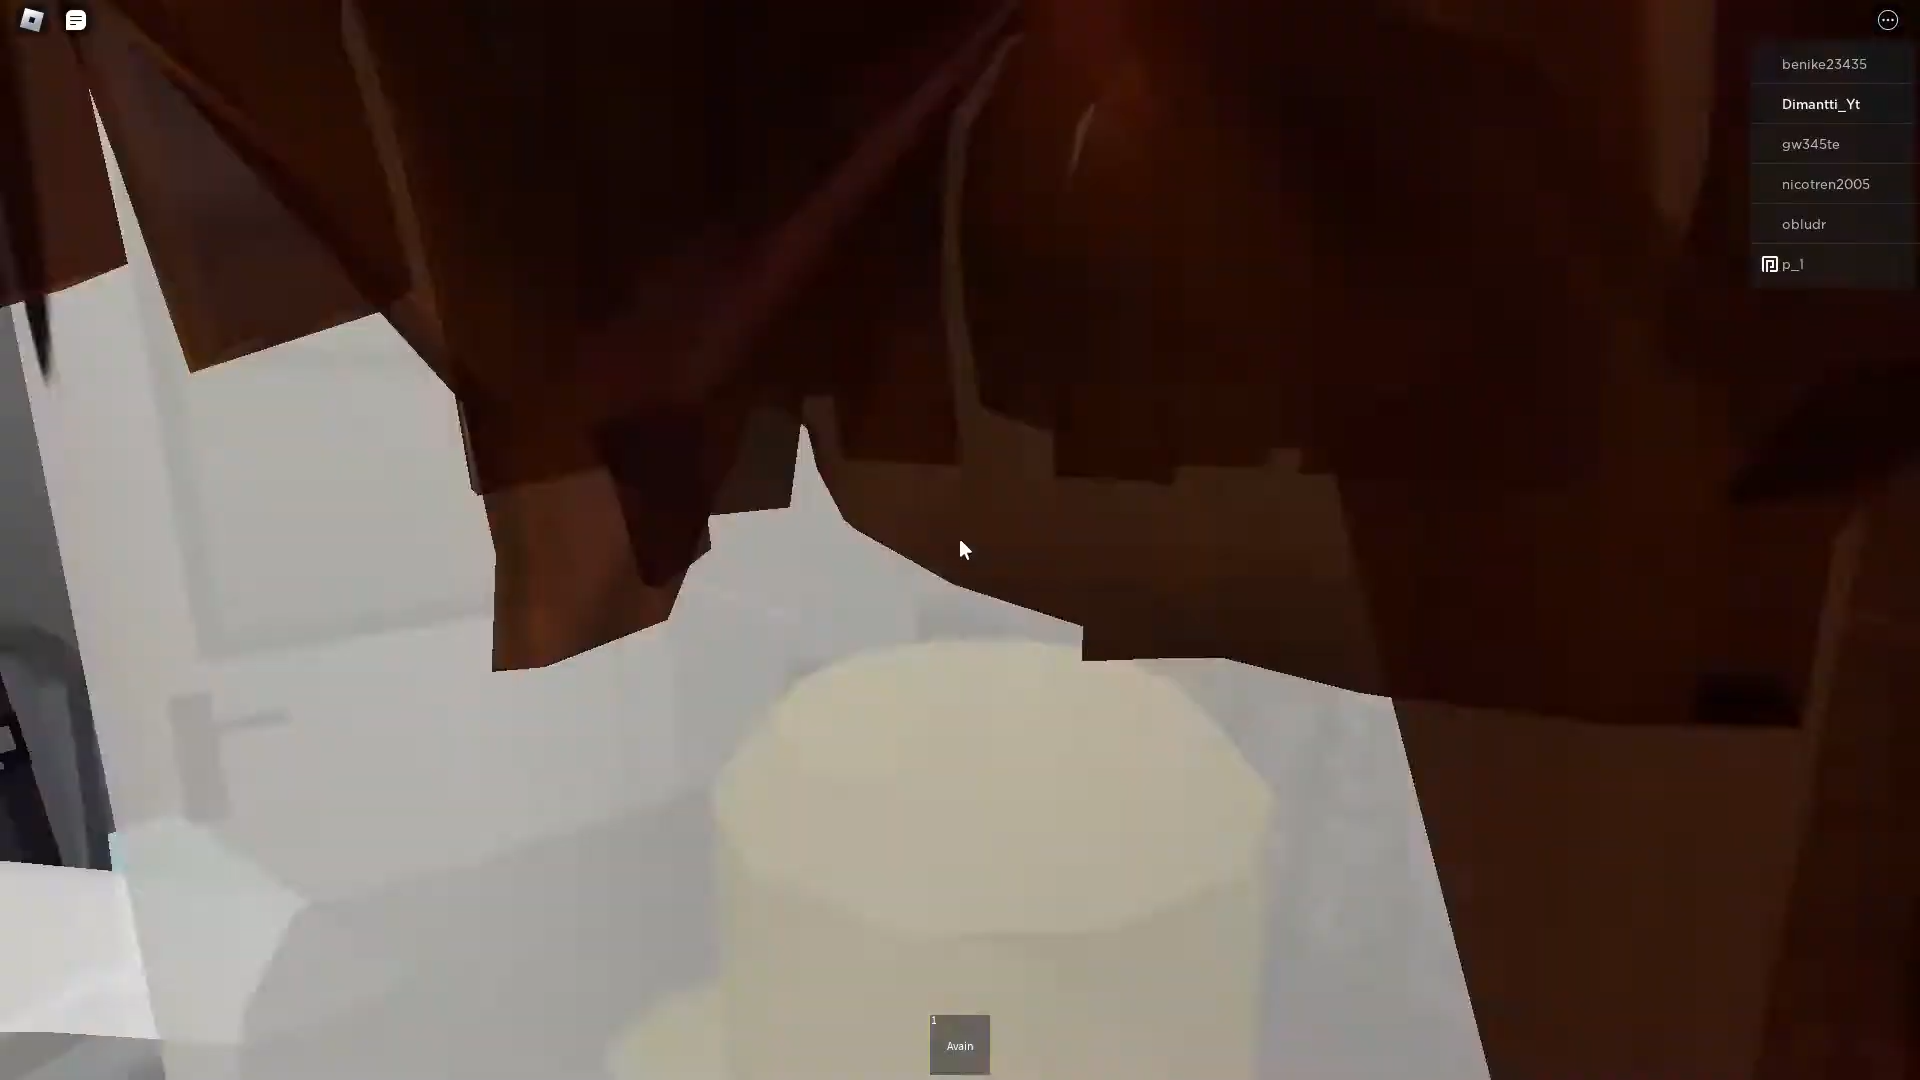 benike23435
Dimantti_Yt
gw345te
nicotren2005
obludr
p_1
1
Avain